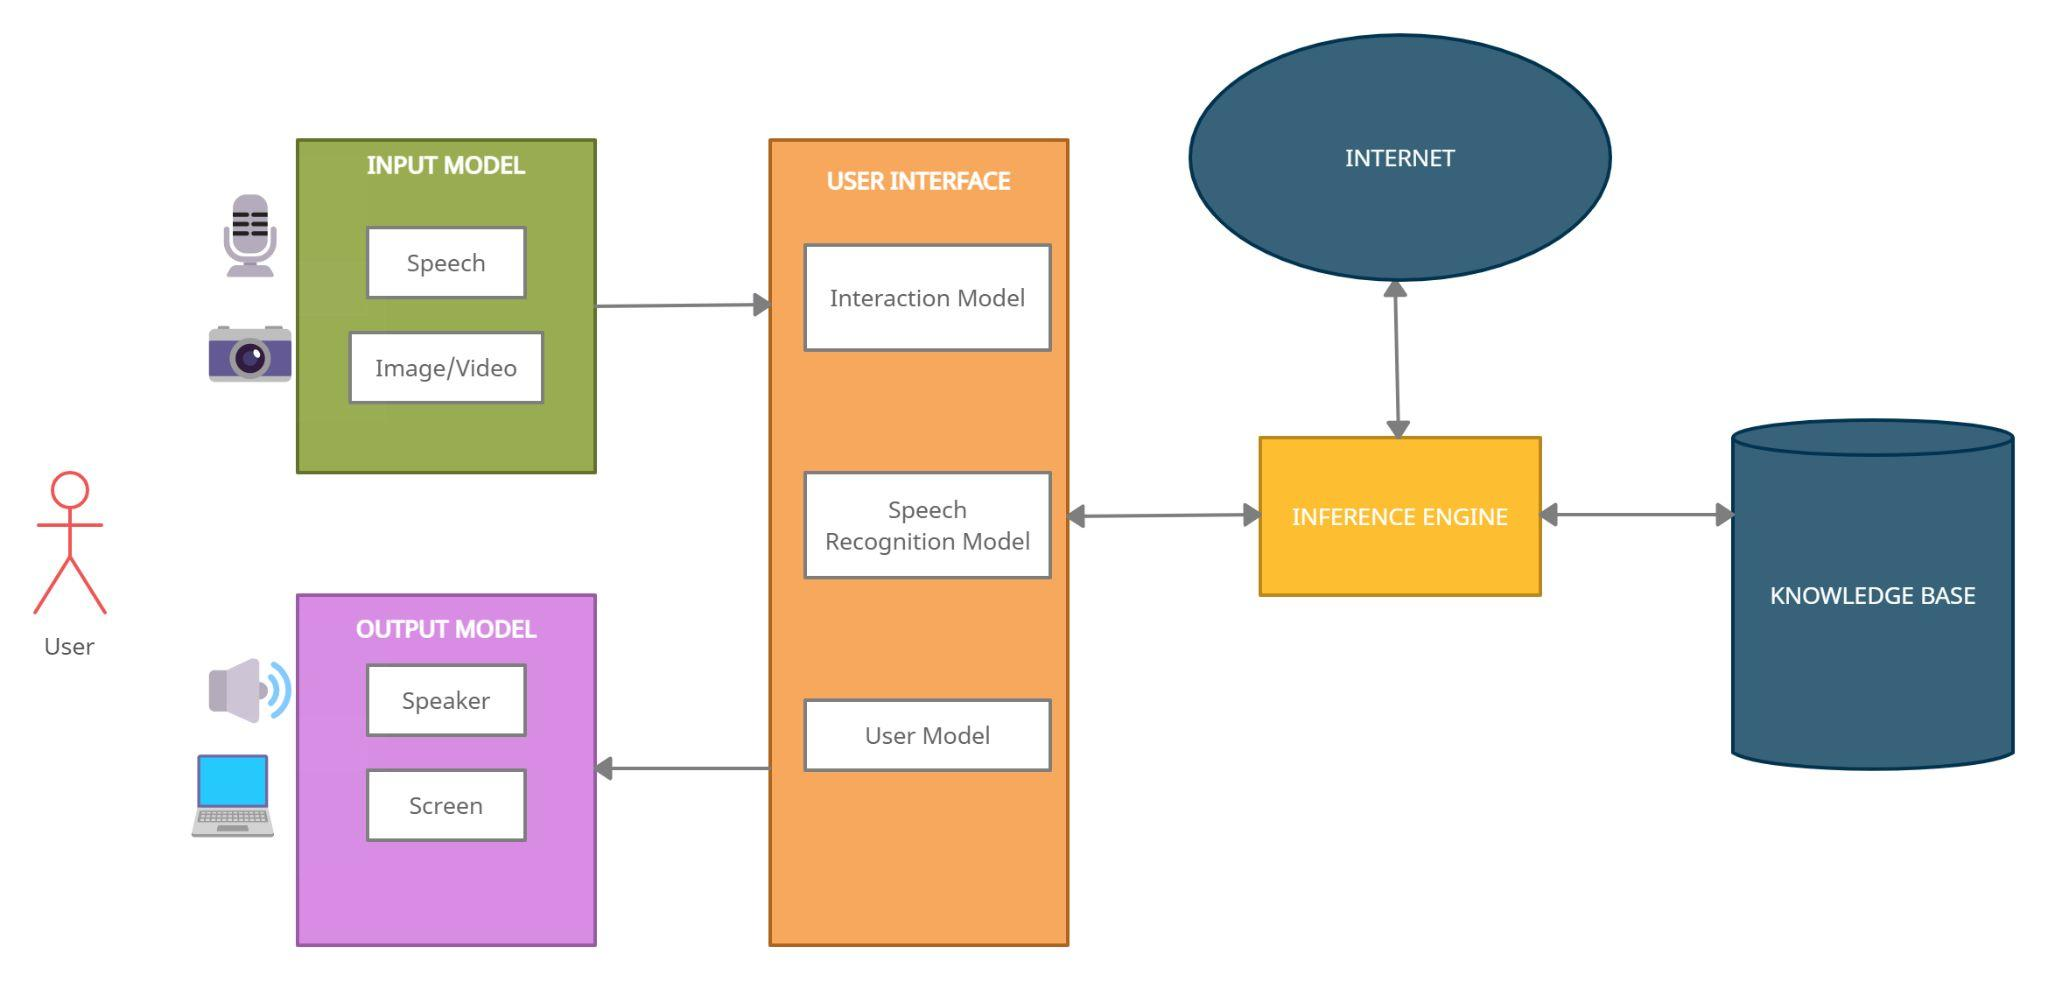 INPUT MODEL
Speech
Image/Video
User
OUTPUT MODEL
Speaker
Screen
USER INTERFACE
Interaction Model
Speech
Recognition Model
User Model
INTERNET
INFERENCE ENGINE
KNOWLEDGE BASE